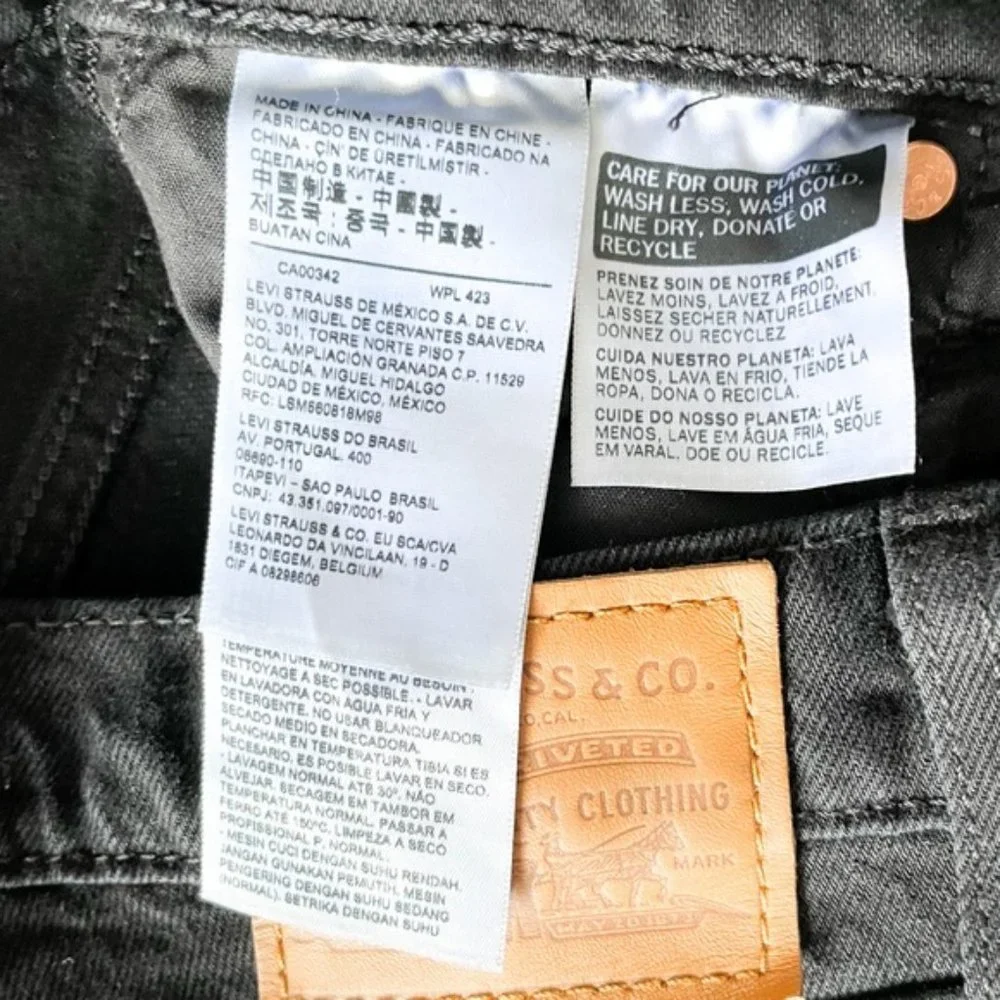 MADE IN CHINA - FABRIQUE EN CHINE -
FABRICADO EN CHINA - FABRICADO NA
CHINA - ÇİN' DE ÜRETİLMİSTİR -
СДЕЛАНО В КИТАЕ -
中国制造 - 中國製 -
제조국 : 중국 - 中國製 -
BUATAN CINA
CA00342 WPL 423
LEVI STRAUSS DE MÉXICO S.A. DE C.V.
BLVD. MIGUEL DE CERVANTES SAAVEDRA
NO. 301, TORRE NORTE PISO 7
COL. AMPLIACIÓN GRANADA C.P. 11529
ALCALDÍA. MIGUEL HIDALGO
CIUDAD DE MÉXICO, MÉXICO
RFC: LSM560818M98
LEVI STRAUSS DO BRASIL
AV. PORTUGAL, 400
06690-110
ITAPEVI – SAO PAULO BRASIL
CNPJ: 43.351.097/0001-90
LEVI STRAUSS & CO. EU SCA/CVA
LEONARDO DA VINCILAAN, 19 - D
1831 DIEGEM, BELGIUM
CIF A 08298606
TEMPERATURE MOYENNE AU BESOIN.
NETTOYAGE A SEC POSSIBLE. - LAVAR
EN LAVADORA CON AGUA FRIA Y
DETERGENTE. NO USAR BLANQUEADOR
SECADO MEDIO EN SECADORA.
PLANCHAR EN TEMPERATURA TIBIA SI ES
NECESARIO. ES POSIBLE LAVAR EN SECO.
- LAVAGEM NORMAL ATÉ 30º. NÃO
ALVEJAR. SECAGEM EM TAMBOR EM
TEMPERATURA NORMAL. PASSAR A
FERRO ATÉ 150ºC. LIMPEZA A SECO
PROFISSIONAL P. NORMAL.
- MESIN CUCI DENGAN SUHU RENDAH.
JANGAN GUNAKAN PEMUTIH. MESIN
PENGERING DENGAN SUHU SEDANG
(NORMAL). SETRIKA DENGAN SUHU
CARE FOR OUR PLANET:
WASH LESS, WASH COLD,
LINE DRY, DONATE OR
RECYCLE
PRENEZ SOIN DE NOTRE PLANETE:
LAVEZ MOINS, LAVEZ A FROID,
LAISSEZ SECHER NATURELLEMENT,
DONNEZ OU RECYCLEZ
CUIDA NUESTRO PLANETA: LAVA
MENOS, LAVA EN FRIO, TIENDE LA
ROPA, DONA O RECICLA.
CUIDE DO NOSSO PLANETA: LAVE
MENOS, LAVE EM ÁGUA FRIA, SEQUE
EM VARAL, DOE OU RECICLE.
SS & CO.
O. CAL.
RIVETED
TY CLOTHING
MARK